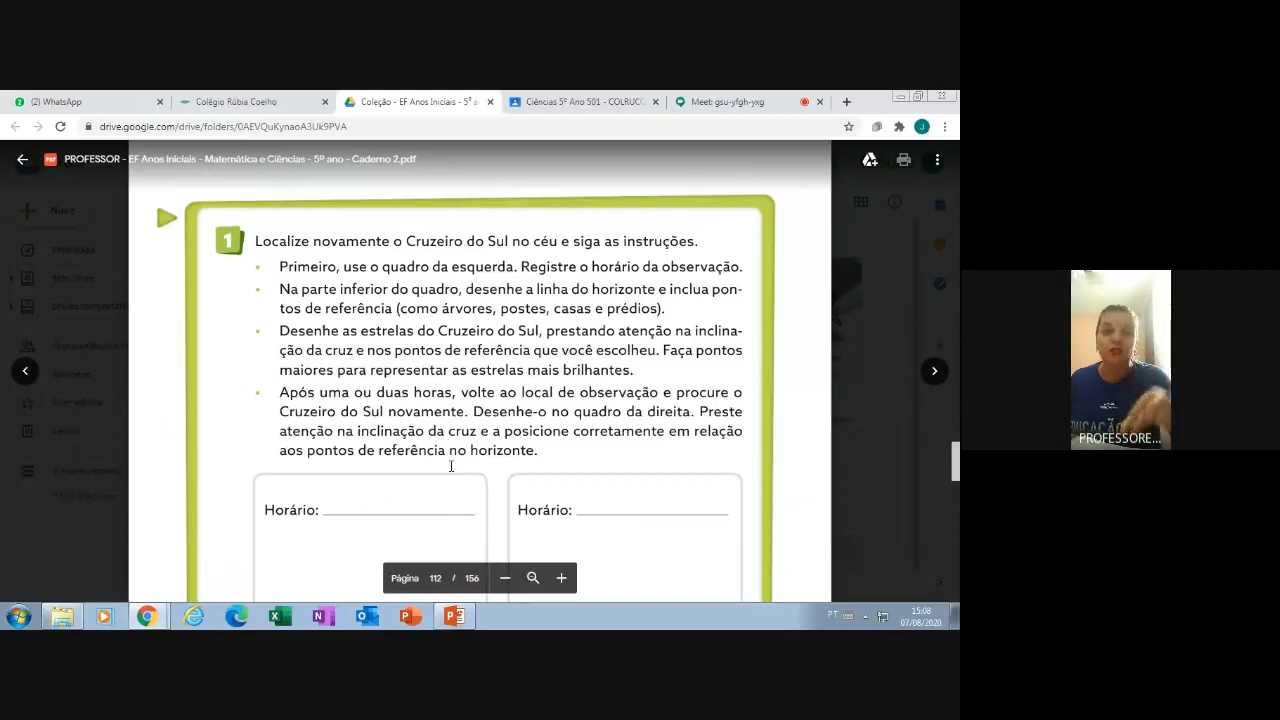 (2) WhatsApp
Colégio Rúbia Coelho
Coleção - EF Anos Iniciais - 5º a
Ciências 5º Ano 501 - COLRUCO
Meet: gsu-yfgh-yxg
drive.google.com/drive/folders/0AEVQuKynaoA3Uk9PVA
PROFESSOR - EF Anos Iniciais - Matemática e Ciências - 5º ano - Caderno 2.pdf
Novo
Prioridade
Meu Drive
1 Localize novamente o Cruzeiro do Sul no céu e siga as instruções.
• Primeiro, use o quadro da esquerda. Registre o horário da observação.
• Na parte inferior do quadro, desenhe a linha do horizonte e inclua pon-
tos de referência (como árvores, postes, casas e prédios).
• Desenhe as estrelas do Cruzeiro do Sul, prestando atenção na inclina-
ção da cruz e nos pontos de referência que você escolheu. Faça pontos
maiores para representar as estrelas mais brilhantes.
• Após uma ou duas horas, volte ao local de observação e procure o
Cruzeiro do Sul novamente. Desenhe-o no quadro da direita. Preste
atenção na inclinação da cruz e a posicione corretamente em relação
aos pontos de referência no horizonte.
Horário: Horário:
Página 112 / 156
PROFESSORE...
PT
15:08
07/08/2020